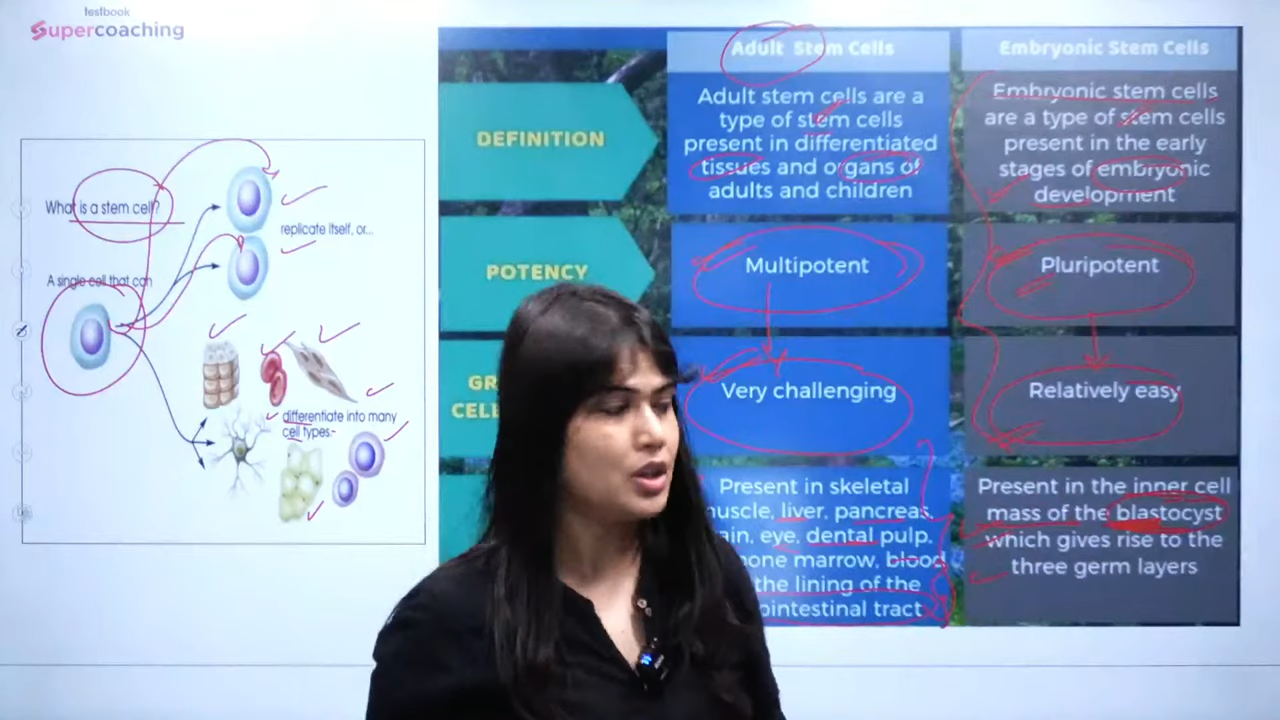 testbook
Supercoaching
What is a stem cell?
A single cell that can
replicate itself, or...
differentiate into many
cell types.
Adult Stem Cells
Embryonic Stem Cells
DEFINITION
Adult stem cells are a
type of stem cells
present in differentiated
tissues and organs of
adults and children
Embryonic stem cells
are a type of stem cells
present in the early
stages of embryonic
development
POTENCY
Multipotent
Pluripotent
Very challenging
Relatively easy
Present in skeletal
liver, pancreas,
eye, dental pulp.
marrow, blood
the lining of the
tract
Present in the inner cell
mass of the blastocyst
which gives rise to the
three germ layers